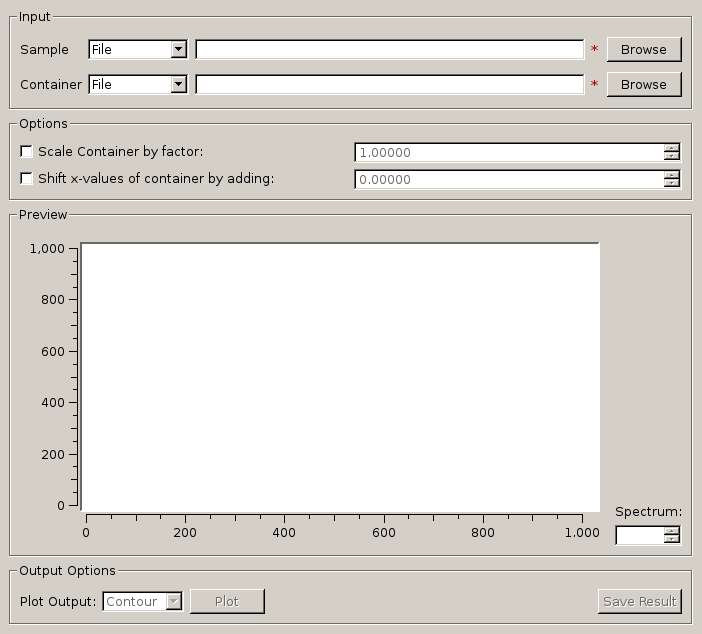 Input
Sample File * Browse
Container File * Browse
Options
Scale Container by factor: 1.00000
Shift x-values of container by adding: 0.00000
Preview
1,000
800
600
400
200
0
0 200 400 600 800 1.000
Spectrum:
Output Options
Plot Output: Contour Plot Save Result